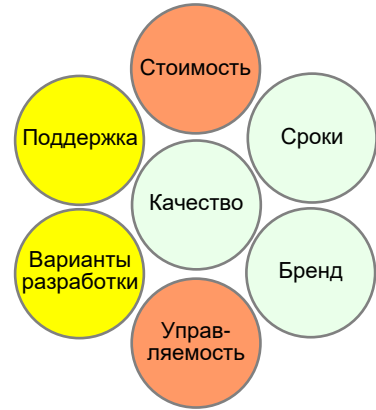 Стоимость
Поддержка
Сроки
Качество
Варианты
разработки
Бренд
Управ-
ляемость